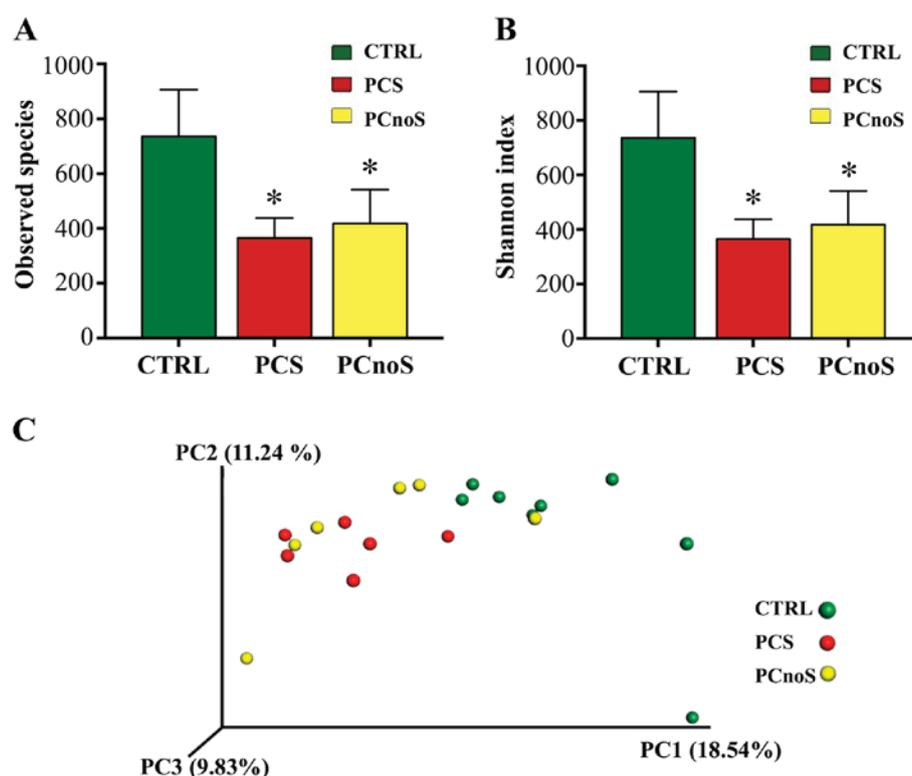 A
Observed species
1000
800
600
400
200
0
*
*
CTRL
PCS
PCnoS
CTRL
PCS
PCnoS
B
Shannon index
1000
800
600
400
200
0
*
*
CTRL
PCS
PCnoS
CTRL
PCS
PCnoS
C
PC2 (11.24 %)
CTRL
PCS
PCnoS
PC1 (18.54%)
PC3 (9.83%)